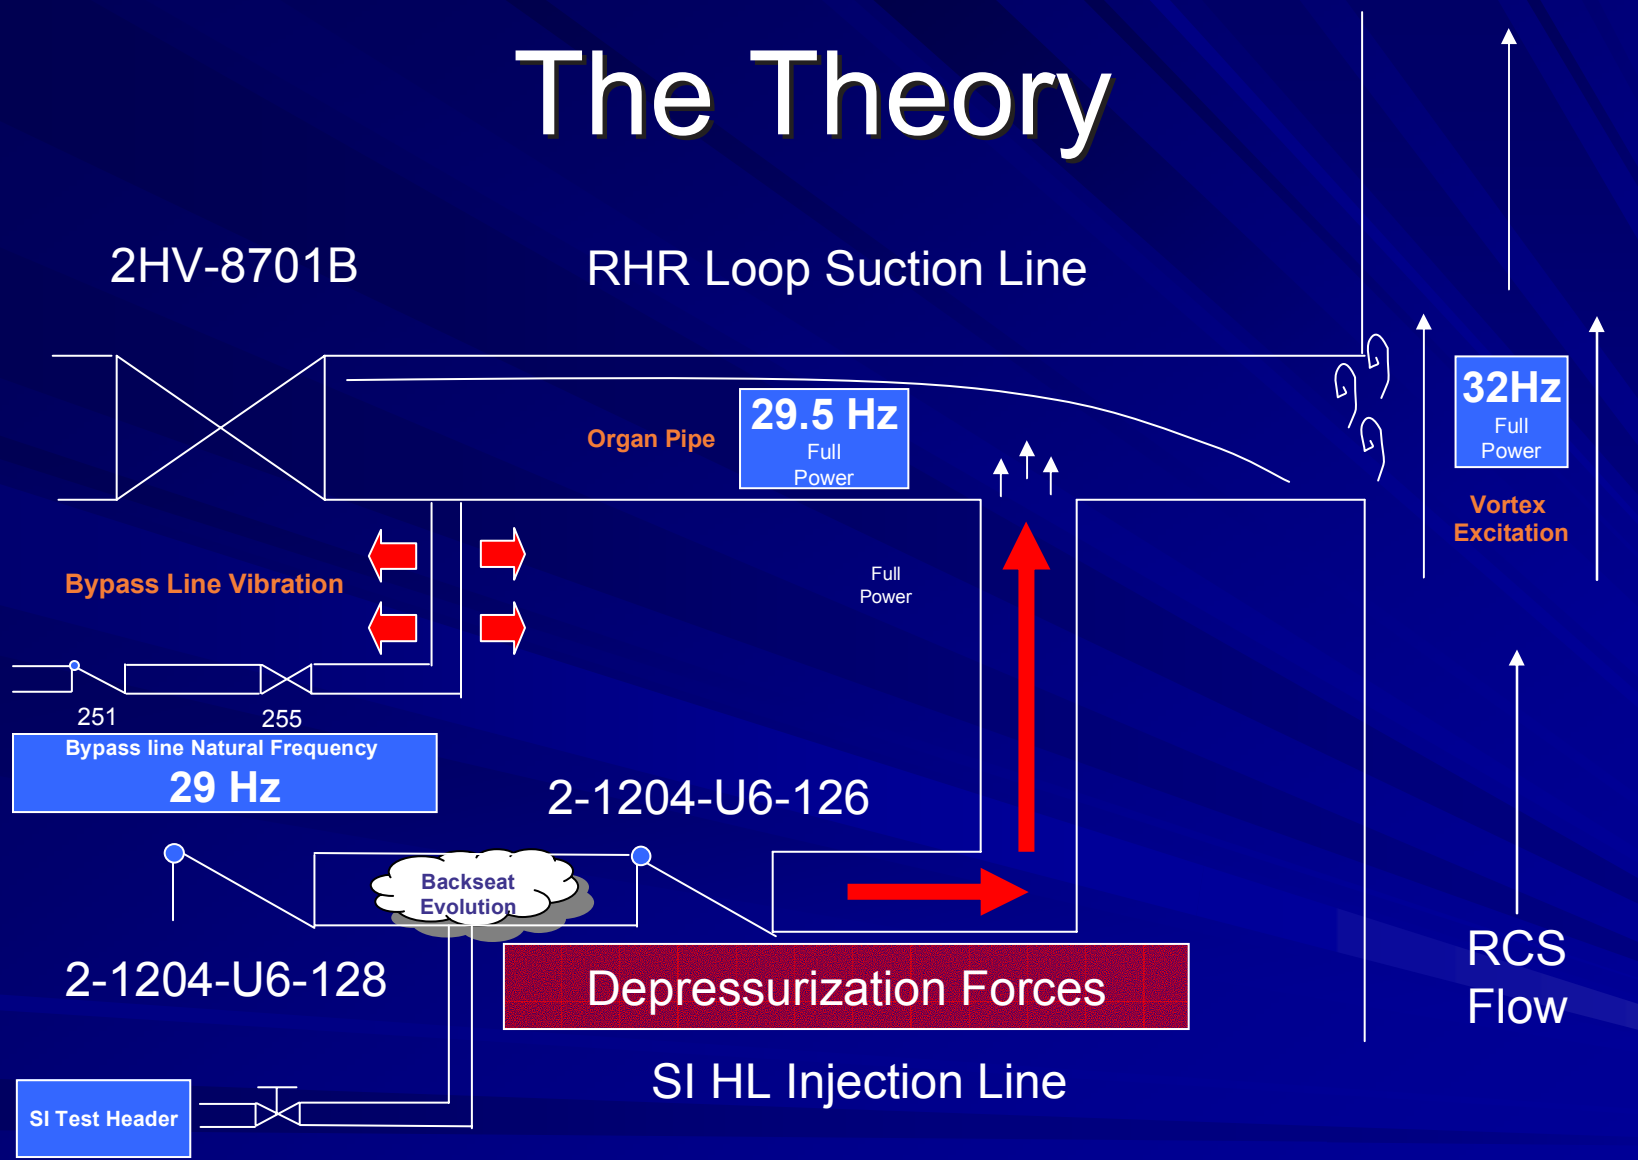 The Theory
2HV-8701B
RHR Loop Suction Line
Organ Pipe
29.5 Hz
Full
Power
32Hz
Full
Power
Vortex
Excitation
Bypass Line Vibration
Full
Power
251
255
Bypass line Natural Frequency
29 Hz
2-1204-U6-126
Backseat
Evolution
2-1204-U6-128
Depressurization Forces
RCS
Flow
SI HL Injection Line
SI Test Header